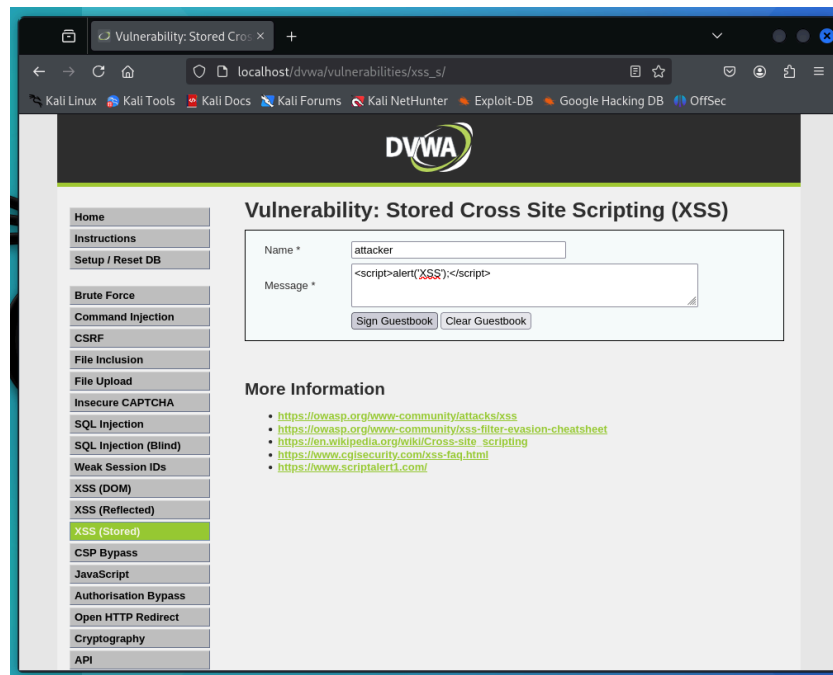 Vulnerability: Stored Cros
localhost/dvwa/vulnerabilities/xss_s/
Kali Linux Kali Tools Kali Docs Kali Forums Kali NetHunter Exploit-DB Google Hacking DB OffSec
DVWA
Home
Instructions
Setup / Reset DB
Brute Force
Command Injection
CSRF
File Inclusion
File Upload
Insecure CAPTCHA
SQL Injection
SQL Injection (Blind)
Weak Session IDs
XSS (DOM)
XSS (Reflected)
XSS (Stored)
CSP Bypass
JavaScript
Authorisation Bypass
Open HTTP Redirect
Cryptography
API
Vulnerability: Stored Cross Site Scripting (XSS)
Name * attacker
Message * <script>alert('XSS');</script>
Sign Guestbook Clear Guestbook
More Information
https://owasp.org/www-community/attacks/xss
https://owasp.org/www-community/xss-filter-evasion-cheatsheet
https://en.wikipedia.org/wiki/Cross-site_scripting
https://www.cgisecurity.com/xss-faq.html
https://www.scriptalert1.com/